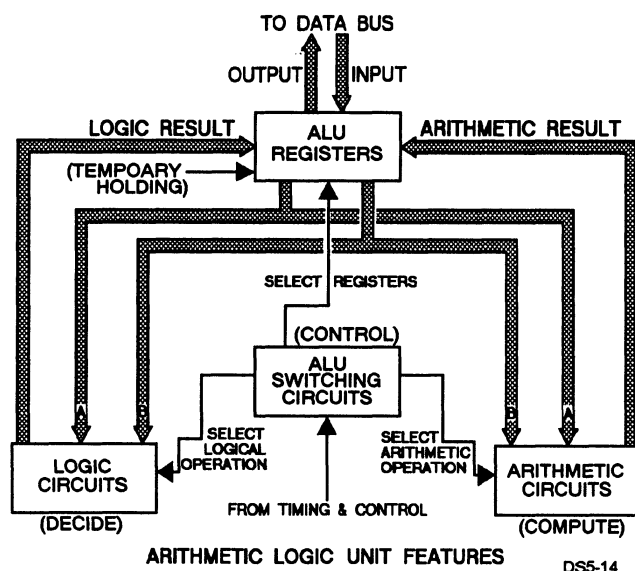 TO DATA BUS
OUTPUT
INPUT
LOGIC RESULT
ALU
REGISTERS
ARITHMETIC RESULT
(TEMPOARY
HOLDING)
SELECT REGISTERS
(CONTROL)
ALU
SWITCHING
CIRCUITS
A
B
B
A
SELECT
LOGICAL
OPERATION
SELECT
ARITHMETIC
OPERATION
LOGIC
CIRCUITS
ARITHMETIC
CIRCUITS
(DECIDE)
FROM TIMING & CONTROL
(COMPUTE)
ARITHMETIC LOGIC UNIT FEATURES
DS5-14